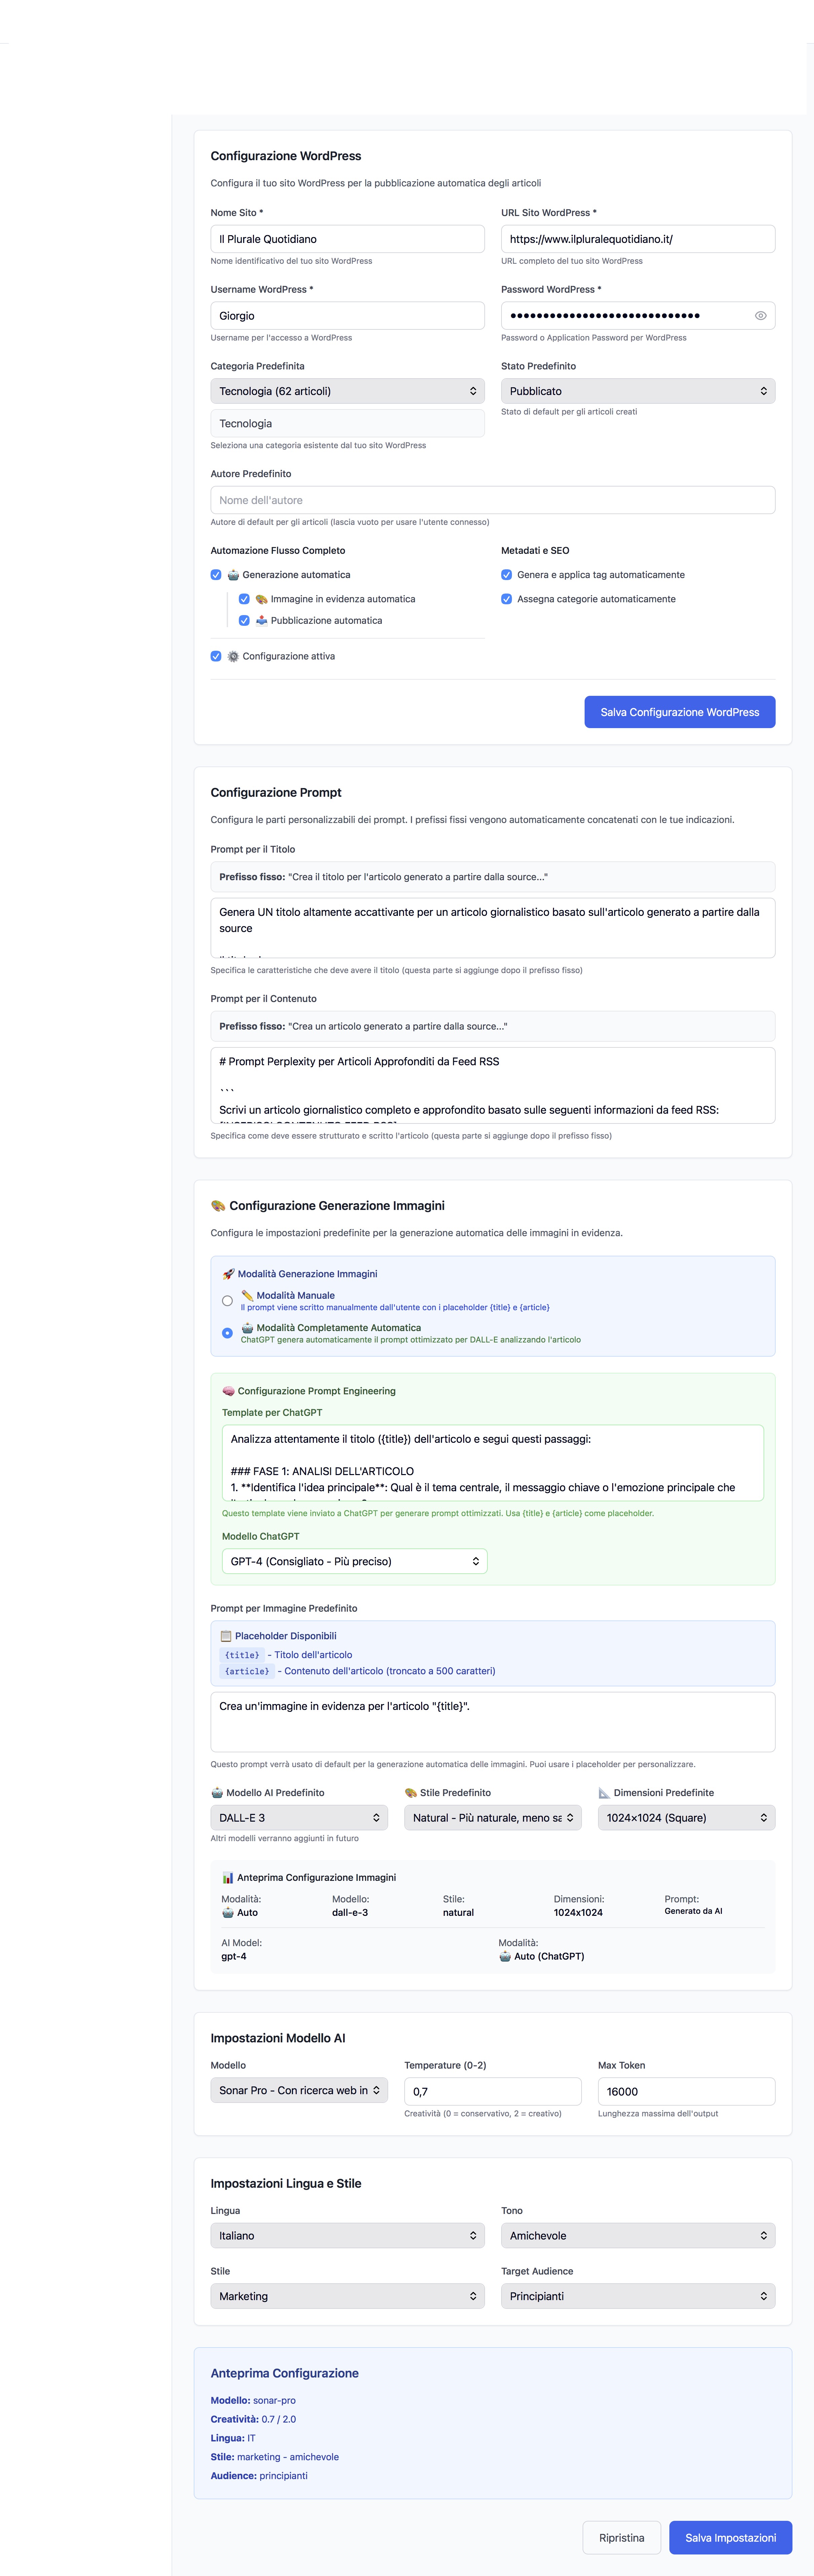 Configurazione WordPress
Configura il tuo sito WordPress per la pubblicazione automatica degli articoli
Nome Sito *
Il Plurale Quotidiano
Nome identificativo del tuo sito WordPress
URL Sito WordPress *
https://www.ilpluralequotidiano.it/
URL completo del tuo sito WordPress
Username WordPress *
Giorgio
Username per l'accesso a WordPress
Password WordPress *
Password o Application Password per WordPress
Categoria Predefinita
Tecnologia (62 articoli)
Tecnologia
Seleziona una categoria esistente dal tuo sito WordPress
Stato Predefinito
Pubblicato
Stato di default per gli articoli creati
Autore Predefinito
Nome dell'autore
Autore di default per gli articoli (lascia vuoto per usare l'utente connesso)
Automazione Flusso Completo
🤖 Generazione automatica
🎨 Immagine in evidenza automatica
📤 Pubblicazione automatica
⚙️ Configurazione attiva
Metadati e SEO
Genera e applica tag automaticamente
Assegna categorie automaticamente
Salva Configurazione WordPress
Configurazione Prompt
Configura le parti personalizzabili dei prompt. I prefissi fissi vengono automaticamente concatenati con le tue indicazioni.
Prompt per il Titolo
Prefisso fisso: "Crea il titolo per l'articolo generato a partire dalla source..."
Genera UN titolo altamente accattivante per un articolo giornalistico basato sull'articolo generato a partire dalla
source
Specifica le caratteristiche che deve avere il titolo (questa parte si aggiunge dopo il prefisso fisso)
Prompt per il Contenuto
Prefisso fisso: "Crea un articolo generato a partire dalla source..."
# Prompt Perplexity per Articoli Approfonditi da Feed RSS
```
Scrivi un articolo giornalistico completo e approfondito basato sulle seguenti informazioni da feed RSS:
Specifica come deve essere strutturato e scritto l'articolo (questa parte si aggiunge dopo il prefisso fisso)
🎨 Configurazione Generazione Immagini
Configura le impostazioni predefinite per la generazione automatica delle immagini in evidenza.
🚀 Modalità Generazione Immagini
✏️ Modalità Manuale
Il prompt viene scritto manualmente dall'utente con i placeholder {title} e {article}
🤖 Modalità Completamente Automatica
ChatGPT genera automaticamente il prompt ottimizzato per DALL-E analizzando l'articolo
🧠 Configurazione Prompt Engineering
Template per ChatGPT
Analizza attentamente il titolo ({title}) dell'articolo e segui questi passaggi:
### FASE 1: ANALISI DELL'ARTICOLO
1. **Identifica l'idea principale**: Qual è il tema centrale, il messaggio chiave o l'emozione principale che
Questo template viene inviato a ChatGPT per generare prompt ottimizzati. Usa {title} e {article} come placeholder.
Modello ChatGPT
GPT-4 (Consigliato - Più preciso)
Prompt per Immagine Predefinito
📋 Placeholder Disponibili
{title} - Titolo dell'articolo
{article} - Contenuto dell'articolo (troncato a 500 caratteri)
Crea un'immagine in evidenza per l'articolo "{title}".
Questo prompt verrà usato di default per la generazione automatica delle immagini. Puoi usare i placeholder per personalizzare.
🤖 Modello AI Predefinito
DALL-E 3
Altri modelli verranno aggiunti in futuro
🎨 Stile Predefinito
Natural - Più naturale, meno sa
📐 Dimensioni Predefinite
1024×1024 (Square)
📊 Anteprima Configurazione Immagini
Modalità:
🤖 Auto
Modello:
dall-e-3
Stile:
natural
Dimensioni:
1024x1024
Prompt:
Generato da AI
AI Model:
gpt-4
Modalità:
🤖 Auto (ChatGPT)
Impostazioni Modello AI
Modello
Sonar Pro - Con ricerca web in
Temperature (0-2)
0,7
Creatività (0 = conservativo, 2 = creativo)
Max Token
16000
Lunghezza massima dell'output
Impostazioni Lingua e Stile
Lingua
Italiano
Tono
Amichevole
Stile
Marketing
Target Audience
Principianti
Anteprima Configurazione
Modello: sonar-pro
Creatività: 0.7 / 2.0
Lingua: IT
Stile: marketing - amichevole
Audience: principianti
Ripristina
Salva Impostazioni